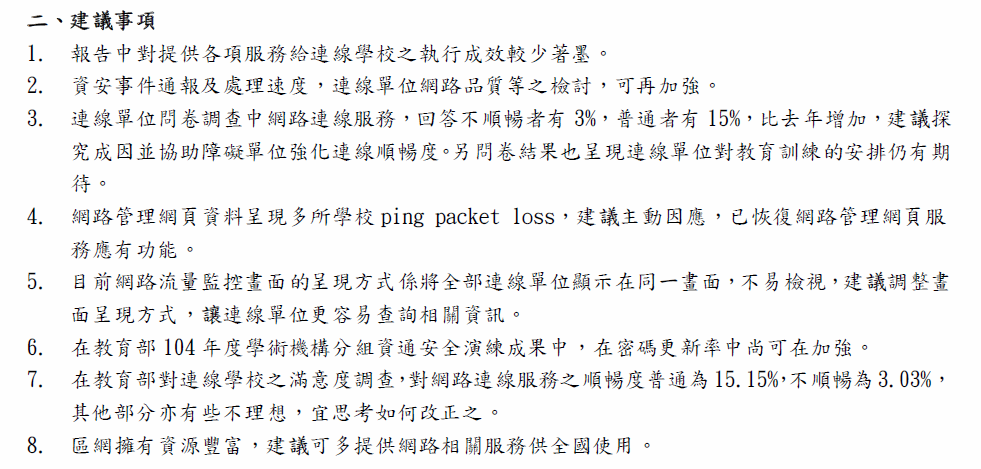 二、建議事項
1. 報告中對提供各項服務給連線學校之執行成效較少著墨。
2. 資安事件通報及處理速度，連線單位網路品質等之檢討，可再加強。
3. 連線單位問卷調查中網路連線服務，回答不順暢者有 3%，普通者有 15%，比去年增加，建議探
究成因並協助障礙單位強化連線順暢度。另問卷結果也呈現連線單位對教育訓練的安排仍有期
待。
4. 網路管理網頁資料呈現多所學校 ping packet loss，建議主動因應，已恢復網路管理網頁服
務應有功能。
5. 目前網路流量監控畫面的呈現方式係將全部連線單位顯示在同一畫面，不易檢視，建議調整畫
面呈現方式，讓連線單位更容易查詢相關資訊。
6. 在教育部 104 年度學術機構分組資通安全演練成果中，在密碼更新率中尚可在加強。
7. 在教育部對連線學校之滿意度調查，對網路連線服務之順暢度普通為 15.15%，不順暢為 3.03%，
其他部分亦有些不理想，宜思考如何改正之。
8. 區網擁有資源豐富，建議可多提供網路相關服務供全國使用。